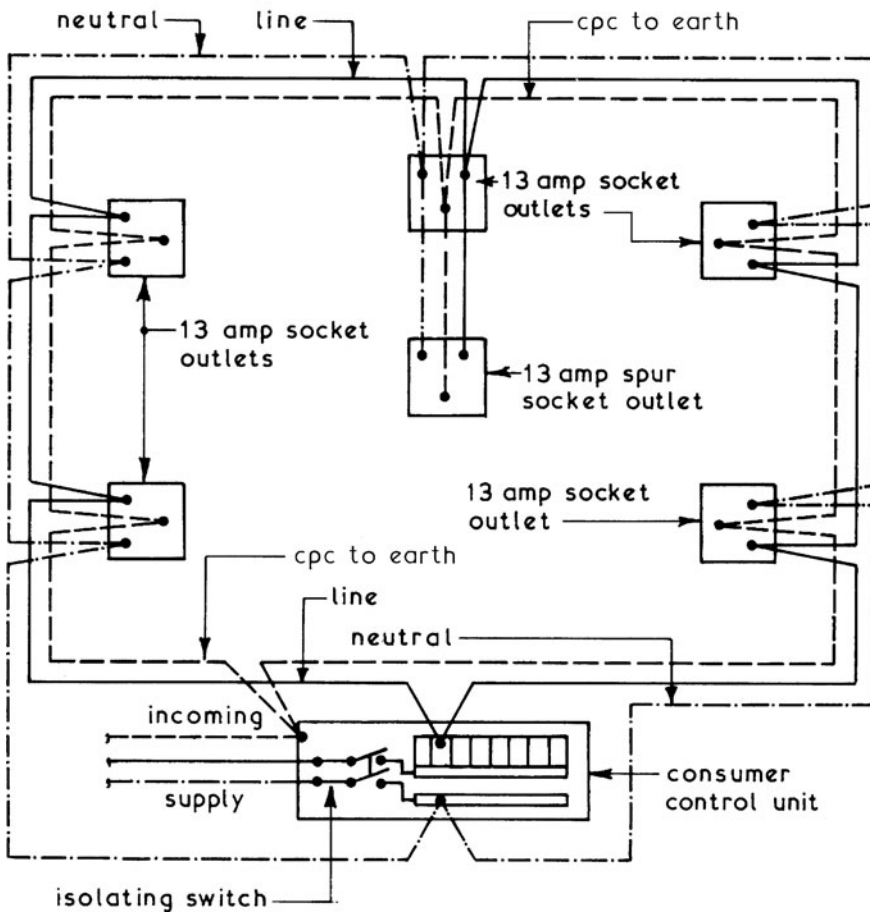 neutral
line
cpc to earth
13 amp socket
outlets
13 amp socket
outlets
13 amp spur
socket outlet
13 amp socket
outlet
cpc to earth
line
neutral
incoming
supply
consumer
control unit
isolating switch